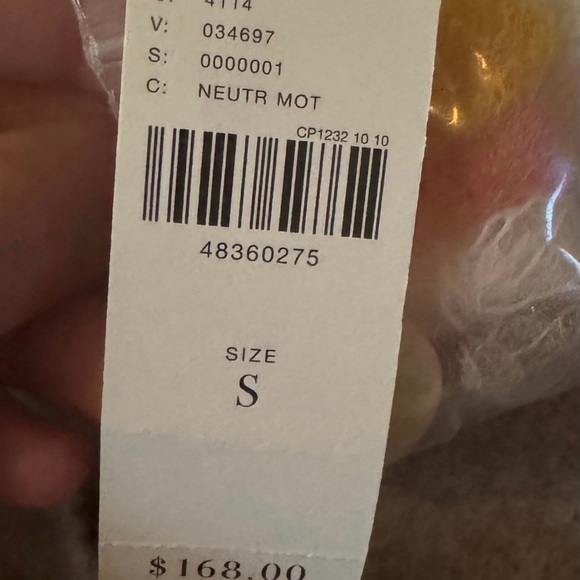 4114
V: 034697
S: 0000001
C: NEUTR MOT
CP1232 10 10
48360275
SIZE
S
$168.00